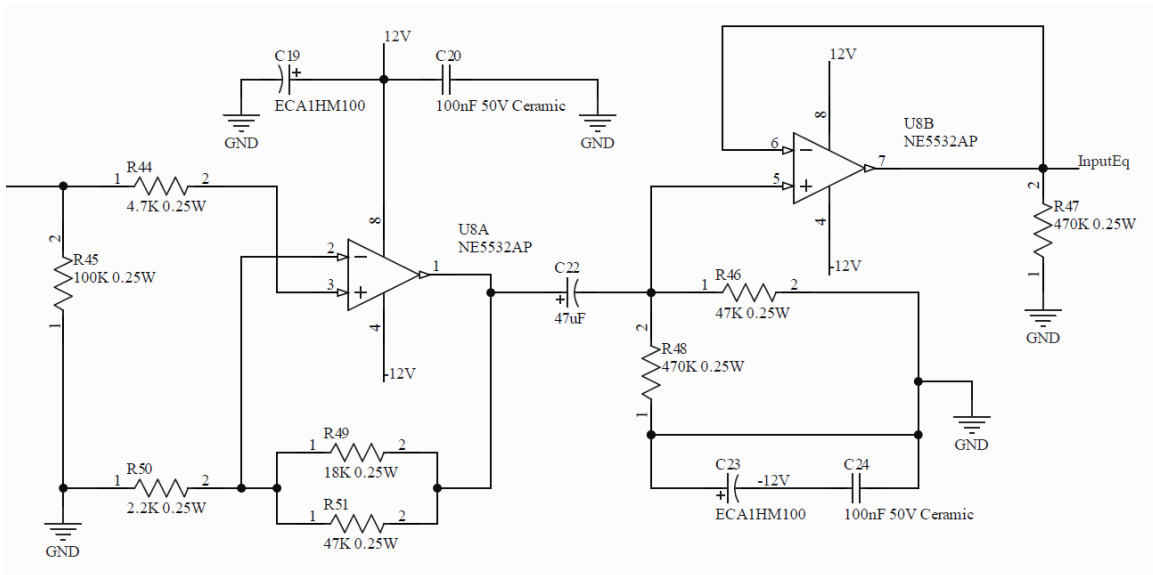 12V
C19
C20
ECA1HM100
100nF 50V Ceramic
GND
GND
12V
8
U8B
NE5532AP
6
7
InputEq
5
2
R47
470K 0.25W
4
1
-12V
GND
R44
1
2
4.7K 0.25W
2
R45
100K 0.25W
1
8
U8A
NE5532AP
2
1
3
4
-12V
C22
47uF
R46
1
2
47K 0.25W
2
R48
470K 0.25W
1
GND
R49
1
2
18K 0.25W
R50
1
2
2.2K 0.25W
R51
1
2
47K 0.25W
GND
C23
-12V
C24
ECA1HM100
100nF 50V Ceramic